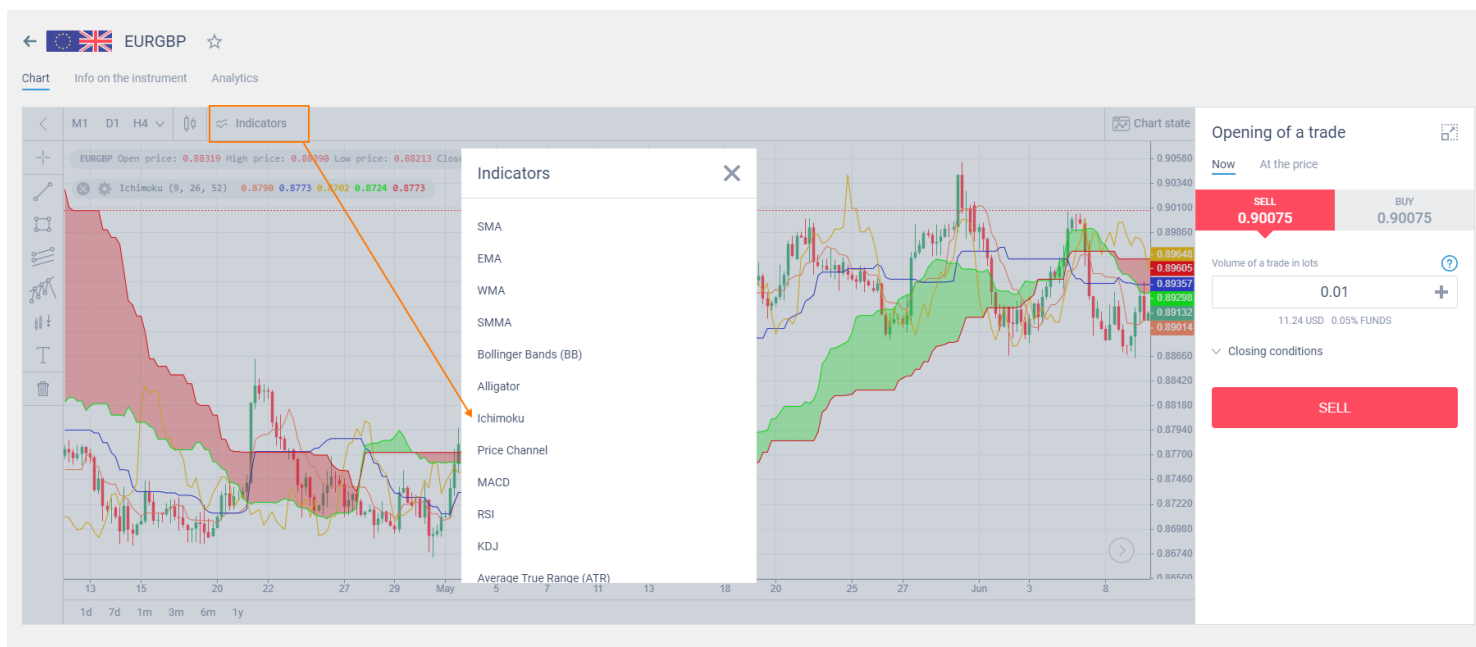 EURGBP
Chart Info on the instrument Analytics
M1 D1 H4 Indicators Chart state
EURGBP Open price: 0.88319 High price: 0.88390 Low price: 0.88213 Close
Ichimoku (9, 26, 52) 0.8790 0.8773 0.8702 0.8724 0.8773
Indicators
SMA
EMA
WMA
SMMA
Bollinger Bands (BB)
Alligator
Ichimoku
Price Channel
MACD
RSI
KDJ
Average True Range (ATR)
0.90580
0.90340
0.90100
0.89860
0.89648
0.89605
0.89357
0.89298
0.89132
0.89014
0.88660
0.88420
0.88180
0.87940
0.87700
0.87460
0.87220
0.86980
0.86740
0.86500
13 15 20 22 27 29 May 5 7 11 13 18 20 25 27 Jun 3 8
1d 7d 1m 3m 6m 1y
Opening of a trade
Now At the price
SELL BUY
0.90075 0.90075
Volume of a trade in lots ?
0.01 +
11.24 USD 0.05% FUNDS
Closing conditions
SELL